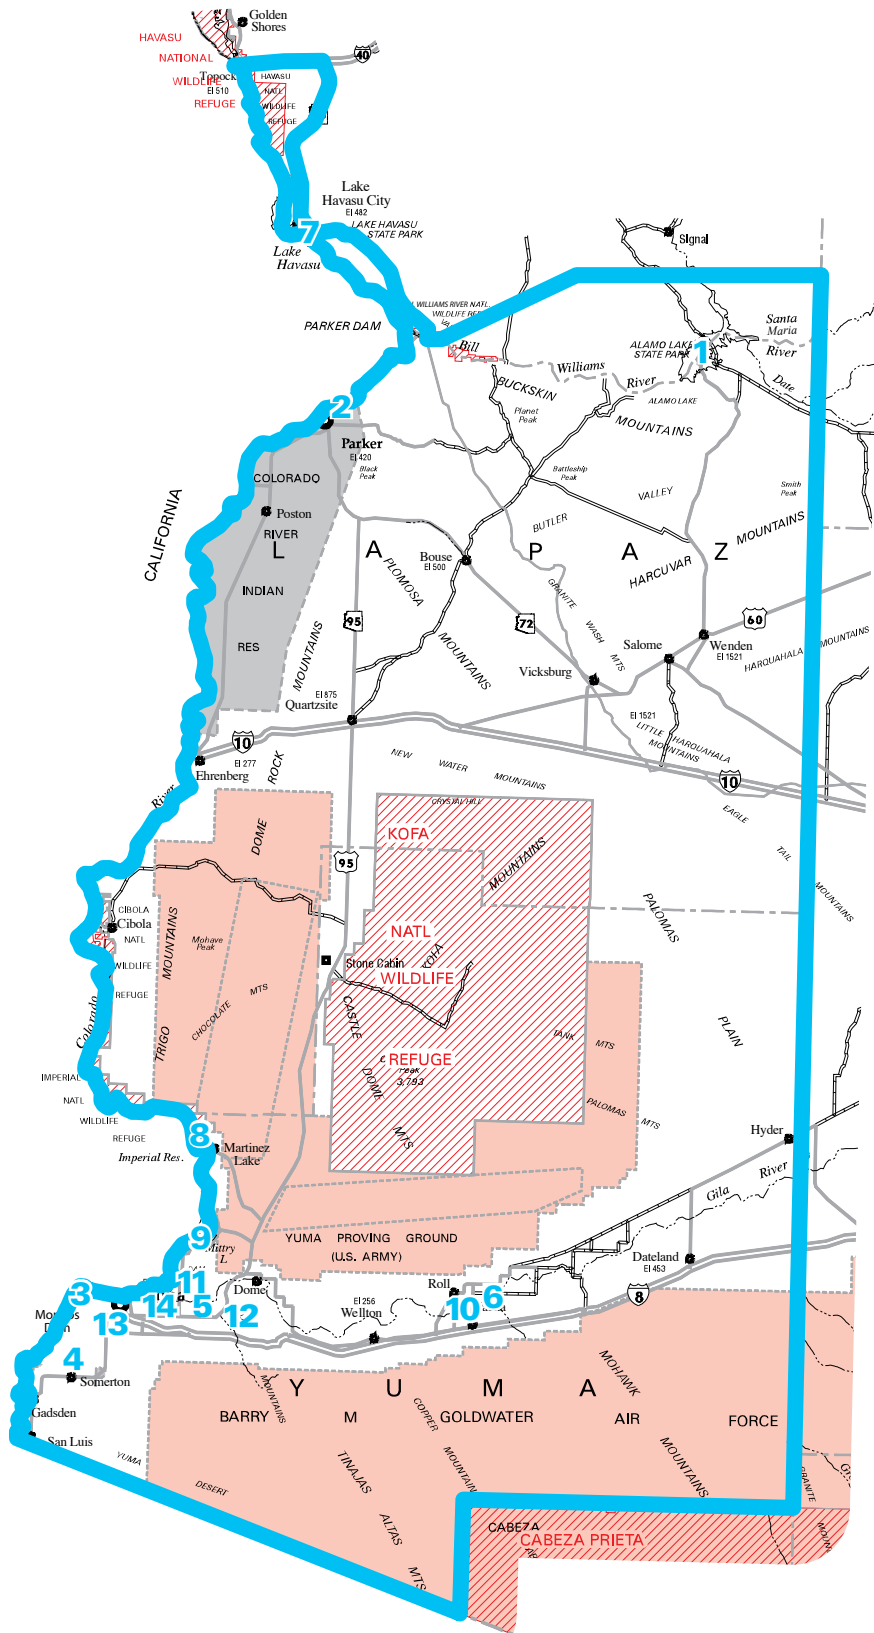 Golden
Shores
HAVASU
NATIONAL
WILDLIFE
REFUGE
40
Topock
El 510
HAVASU
NATL
WILDLIFE
REFUGE
Lake
Havasu City
El 482
7
LAKE HAVASU
STATE PARK
Lake
Havasu
Signal
WILLIAMS RIVER NATL.
WILDLIFE
PARKER DAM
Bill
Williams
River
Santa
Maria
River
ALAMO LAKE
STATE PARK
1
Date
ALAMO LAKE
BUCKSKIN
MOUNTAINS
Planet
Peak
2
Parker
El 420
Black
Peak
Battleship
Peak
Smith
Peak
COLORADO
RIVER
INDIAN
RES
Poston
CALIFORNIA
VALLEY
BUTLER
MOUNTAINS
HARCUVAR
L A P A Z
Bouse
El 500
PLOMOSA
MOUNTAINS
GRANITE
WASH
MTS
95
72
60
Salome
Wenden
El 1521
Vicksburg
HARQUAHALA MOUNTAINS
MOUNTAINS
El 875
Quartzsite
El 1521
LITTLE HARQUAHALA
MOUNTAINS
10
El 277
Ehrenberg
ROCK
DOME
NEW WATER MOUNTAINS
10
EAGLE
TAIL
MOUNTAINS
River
CRYSTAL HILL
KOFA
MOUNTAINS
95
NATL
KOFA
WILDLIFE
REFUGE
PALOMAS
PLAIN
CIBOLA
Cibola
NATL
WILDLIFE
REFUGE
MOUNTAINS
TRIGO
Mohave
Peak
CHOCOLATE
MTS
Stone Cabin
CASTLE
DOME
MTS
Peak
3,793
TANK MTS
PALOMAS MTS
Colorado
IMPERIAL
NATL
WILDLIFE
REFUGE
Imperial Res.
8
Martinez
Lake
Hyder
Gila River
9
Mittry
L
YUMA PROVING GROUND
(U.S. ARMY)
Dateland
El 453
8
3
11
14
5
13
12
Dome
El 256
Wellton
Roll
10
6
4
Somerton
Gadsden
San Luis
YUMA
DESERT
Y U M A
MOUNTAINS
BARRY M GOLDWATER AIR FORCE
COPPER
MOUNTAINS
MOHAWK
MOUNTAINS
TINAJAS
ALTAS
MTS
GRANITE
CABEZA
CABEZA PRIETA